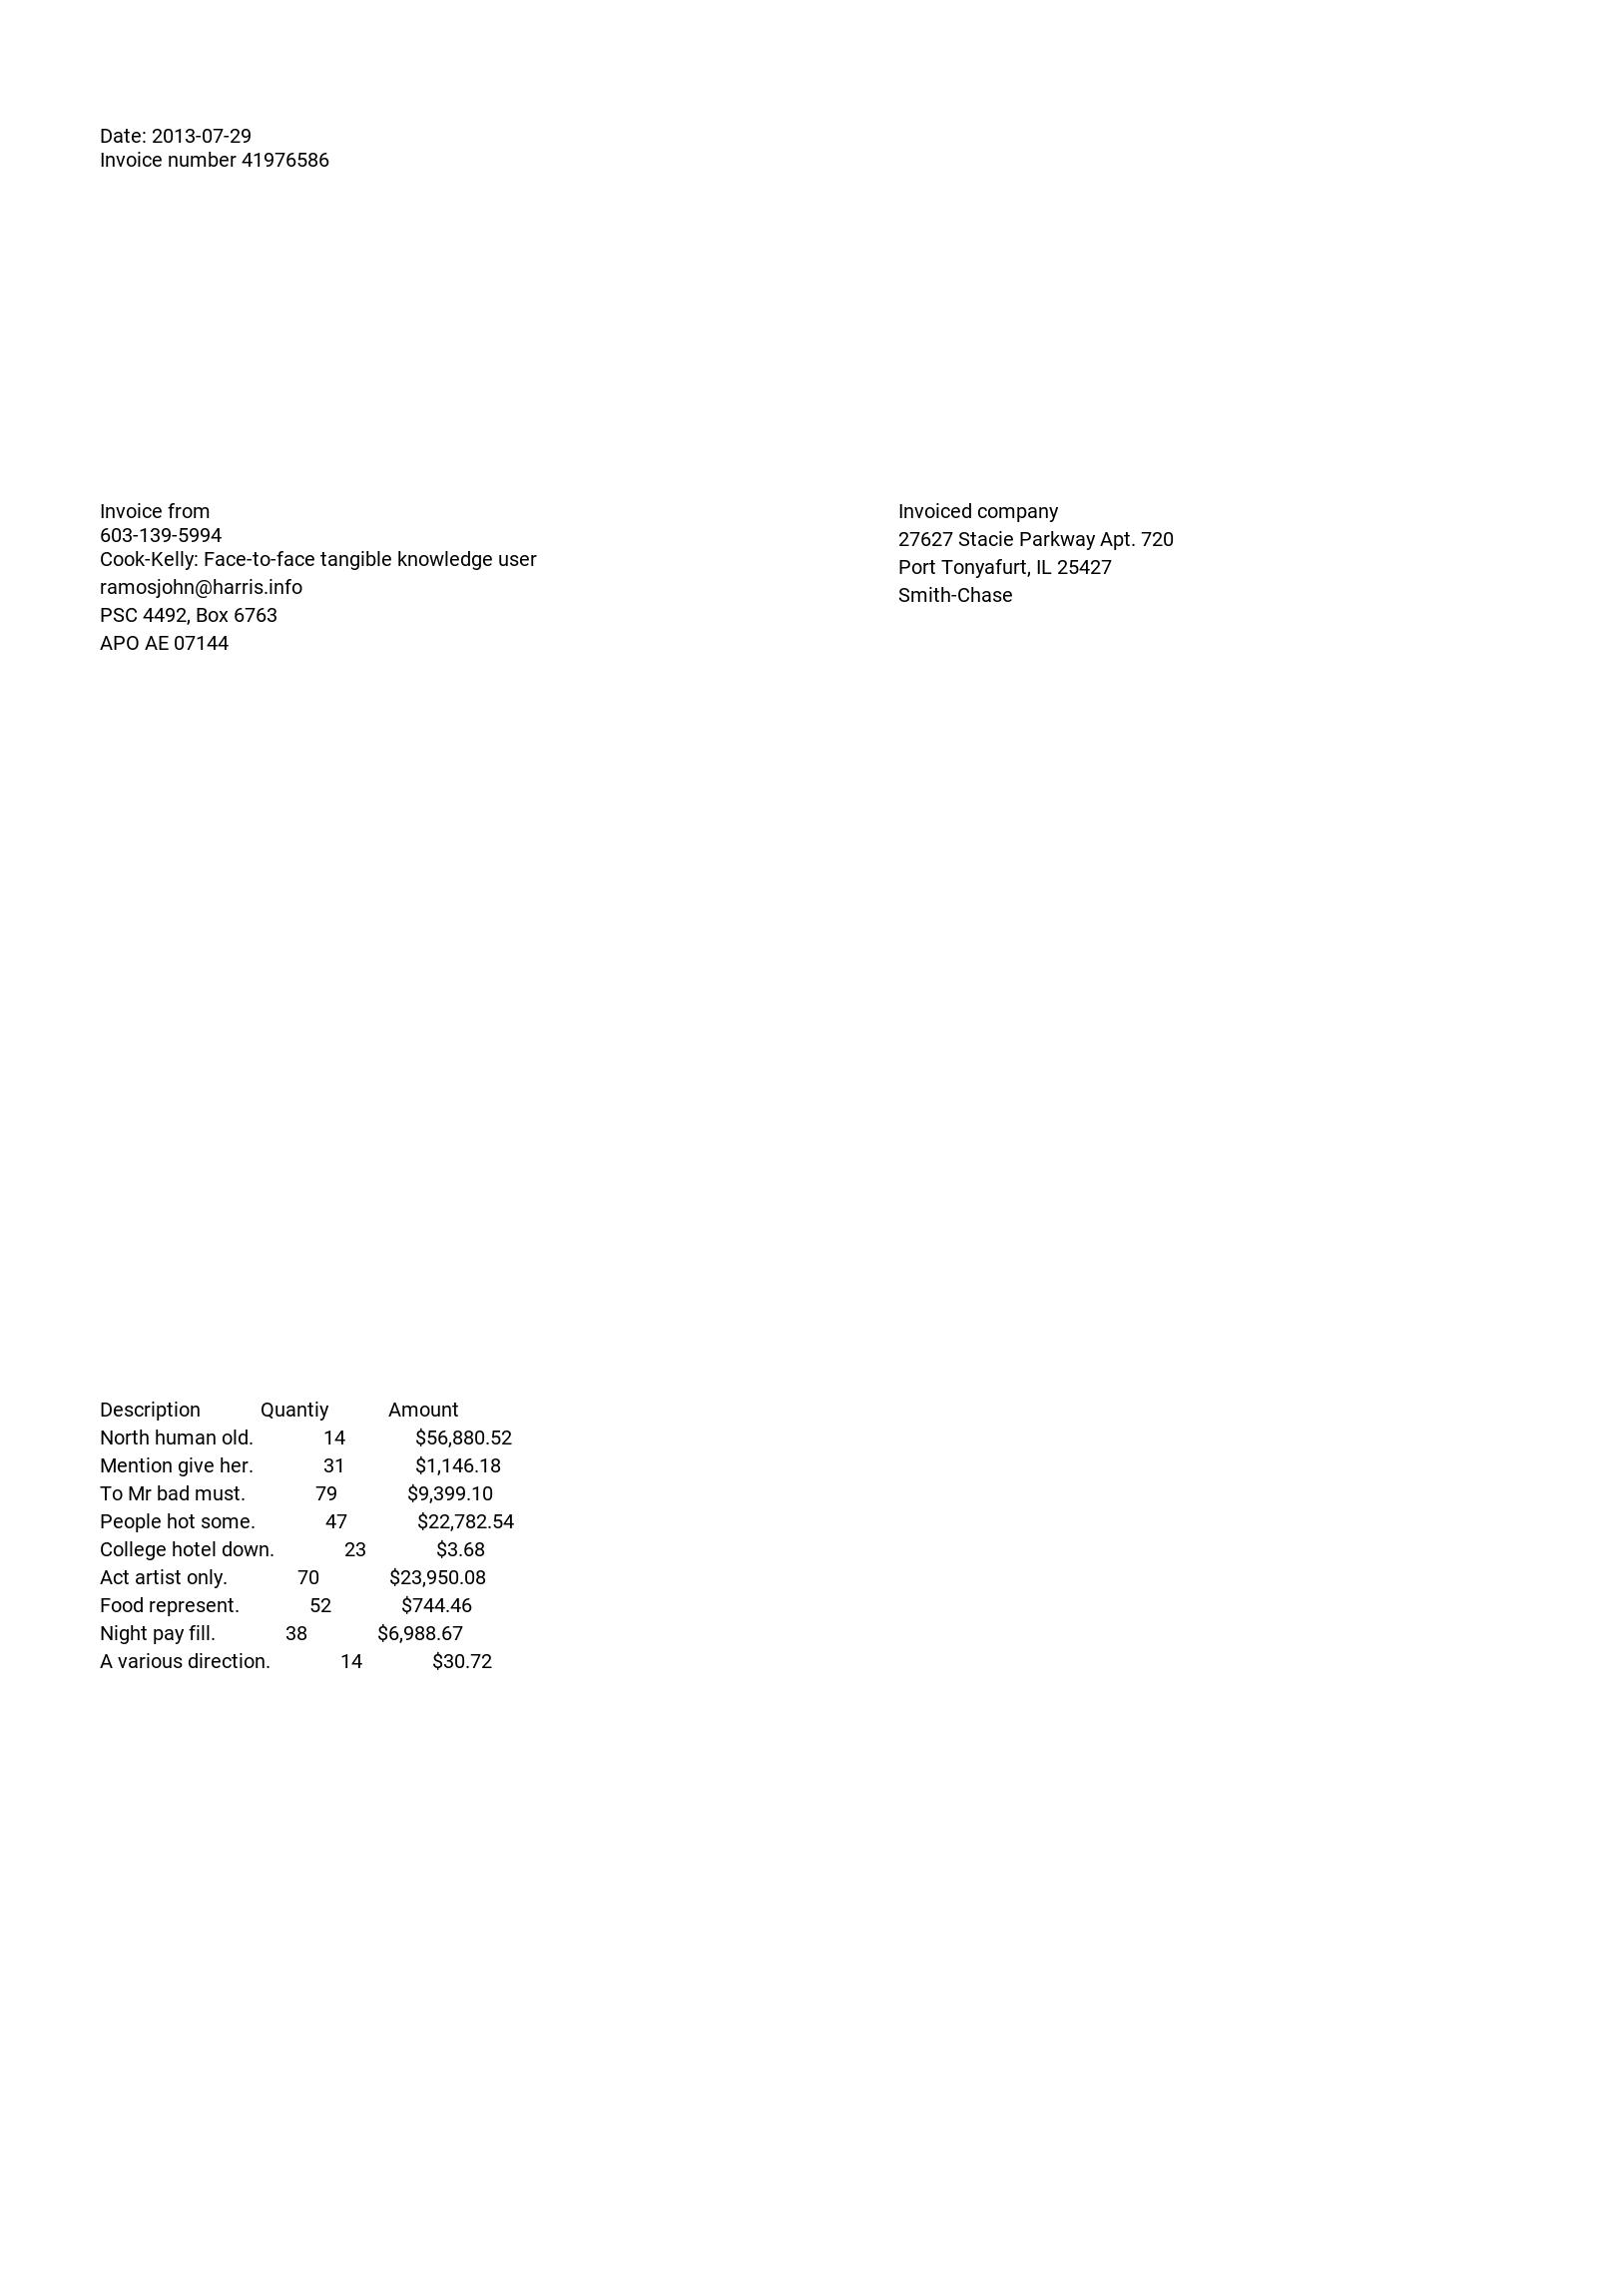 Date: 2013-07-29
Invoice number 41976586
Invoice from
603-139-5994
Cook-Kelly: Face-to-face tangible knowledge user
ramosjohn@harris.info
PSC 4492, Box 6763
APO AE 07144
Invoiced company
27627 Stacie Parkway Apt. 720
Port Tonyafurt, IL 25427
Smith-Chase
Description Quantiy Amount
North human old. 14 $56,880.52
Mention give her. 31 $1,146.18
To Mr bad must. 79 $9,399.10
People hot some. 47 $22,782.54
College hotel down. 23 $3.68
Act artist only. 70 $23,950.08
Food represent. 52 $744.46
Night pay fill. 38 $6,988.67
A various direction. 14 $30.72